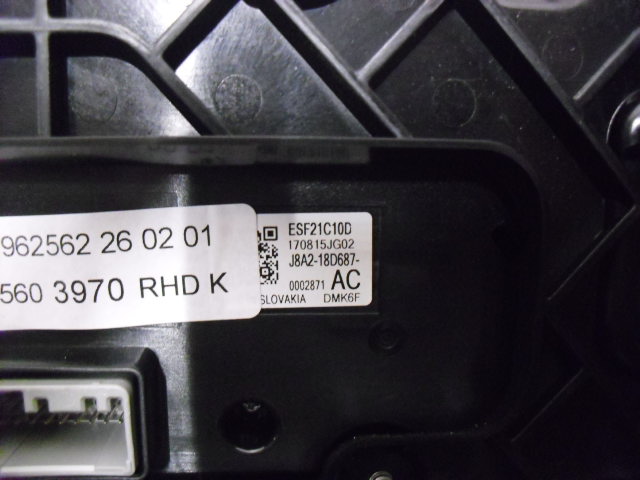 962562 26 02 01
560 3970 RHD K
ESF21C10D
170815JG02
J8A2-18D687-
0002871 AC
SLOVAKIA DMK6F